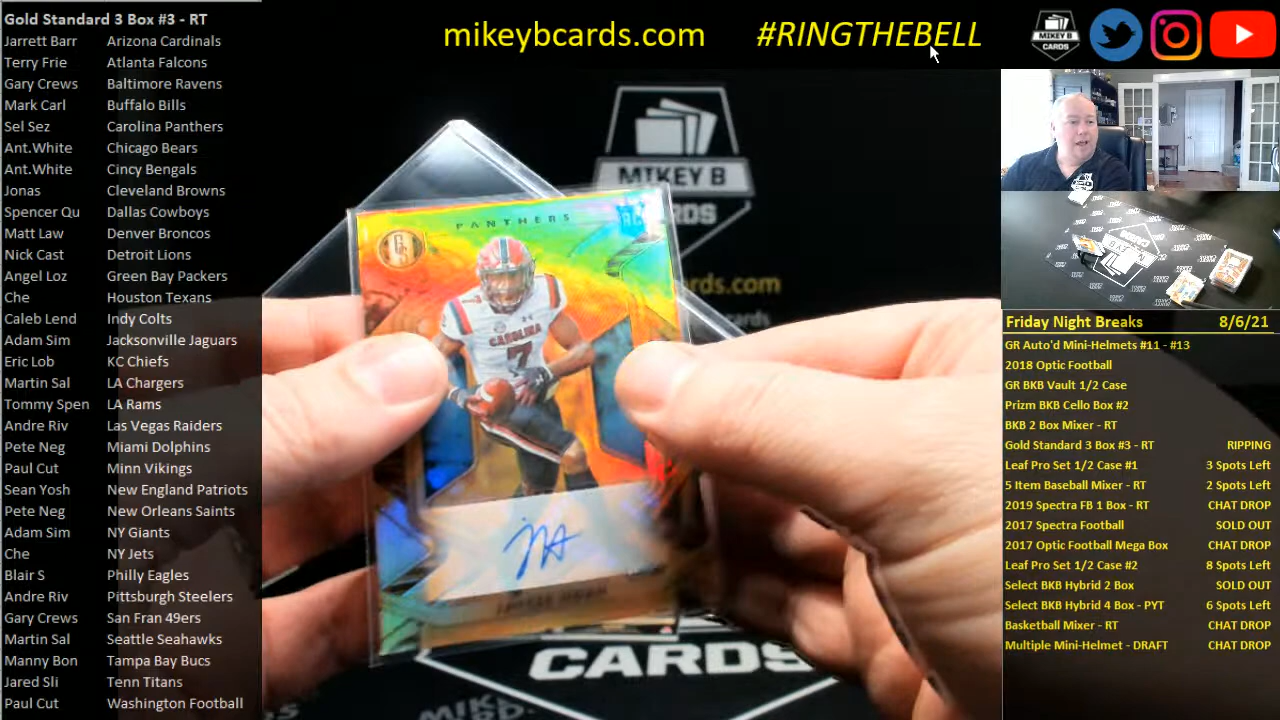 Gold Standard 3 Box #3 - RT
Jarrett Barr Arizona Cardinals
Terry Frie Atlanta Falcons
Gary Crews Baltimore Ravens
Mark Carl Buffalo Bills
Sel Sez Carolina Panthers
Ant.White Chicago Bears
Ant.White Cincy Bengals
Jonas Cleveland Browns
Spencer Qu Dallas Cowboys
Matt Law Denver Broncos
Nick Cast Detroit Lions
Angel Loz Green Bay Packers
Che Houston Texans
Caleb Lend Indy Colts
Adam Sim Jacksonville Jaguars
Eric Lob KC Chiefs
Martin Sal LA Chargers
Tommy Spen LA Rams
Andre Riv Las Vegas Raiders
Pete Neg Miami Dolphins
Paul Cut Minn Vikings
Sean Yosh New England Patriots
Pete Neg New Orleans Saints
Adam Sim NY Giants
Che NY Jets
Blair S Philly Eagles
Andre Riv Pittsburgh Steelers
Gary Crews San Fran 49ers
Martin Sal Seattle Seahawks
Manny Bon Tampa Bay Bucs
Jared Sli Tenn Titans
Paul Cut Washington Football
mikeybcards.com #RINGTHEBELL
MIKEY B
CARDS
MIKEY B
CARDS
.com
PANTHERS
RC
CAROLINA
7
CARDS
Friday Night Breaks 8/6/21
GR Auto'd Mini-Helmets #11 - #13
2018 Optic Football
GR BKB Vault 1/2 Case
Prizm BKB Cello Box #2
BKB 2 Box Mixer - RT
Gold Standard 3 Box #3 - RT RIPPING
Leaf Pro Set 1/2 Case #1 3 Spots Left
5 Item Baseball Mixer - RT 2 Spots Left
2019 Spectra FB 1 Box - RT CHAT DROP
2017 Spectra Football SOLD OUT
2017 Optic Football Mega Box CHAT DROP
Leaf Pro Set 1/2 Case #2 8 Spots Left
Select BKB Hybrid 2 Box SOLD OUT
Select BKB Hybrid 4 Box - PYT 6 Spots Left
Basketball Mixer - RT CHAT DROP
Multiple Mini-Helmet - DRAFT CHAT DROP